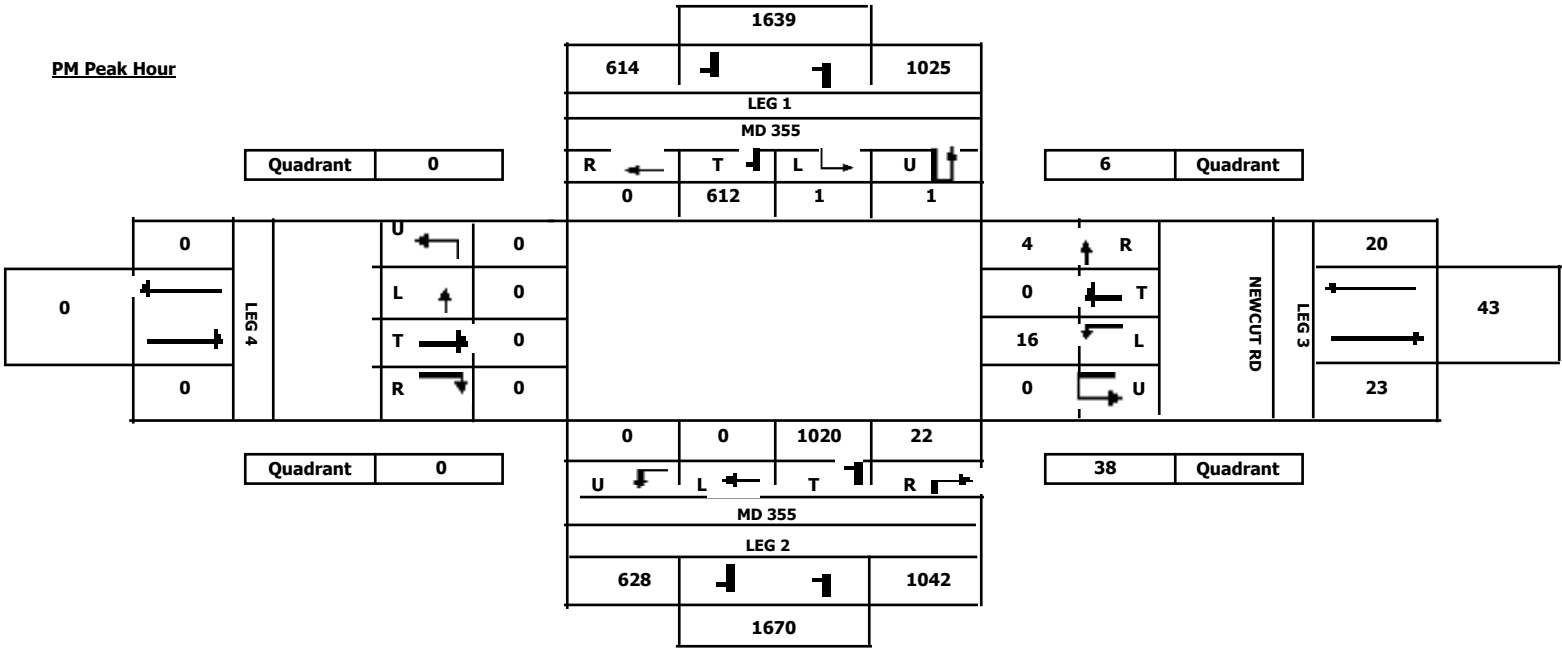 1639
PM Peak Hour
614 1025
LEG 1
MD 355
Quadrant 0
R T L U
6 Quadrant
0 612 1 1
0
U 0
4 R
20
0
LEG 4
L 0
0 T
NEWCUT RD
LEG 3
43
T 0
16 L
0
R 0
0 U
23
0 0 1020 22
Quadrant 0
U L T R
38 Quadrant
MD 355
LEG 2
628 1042
1670